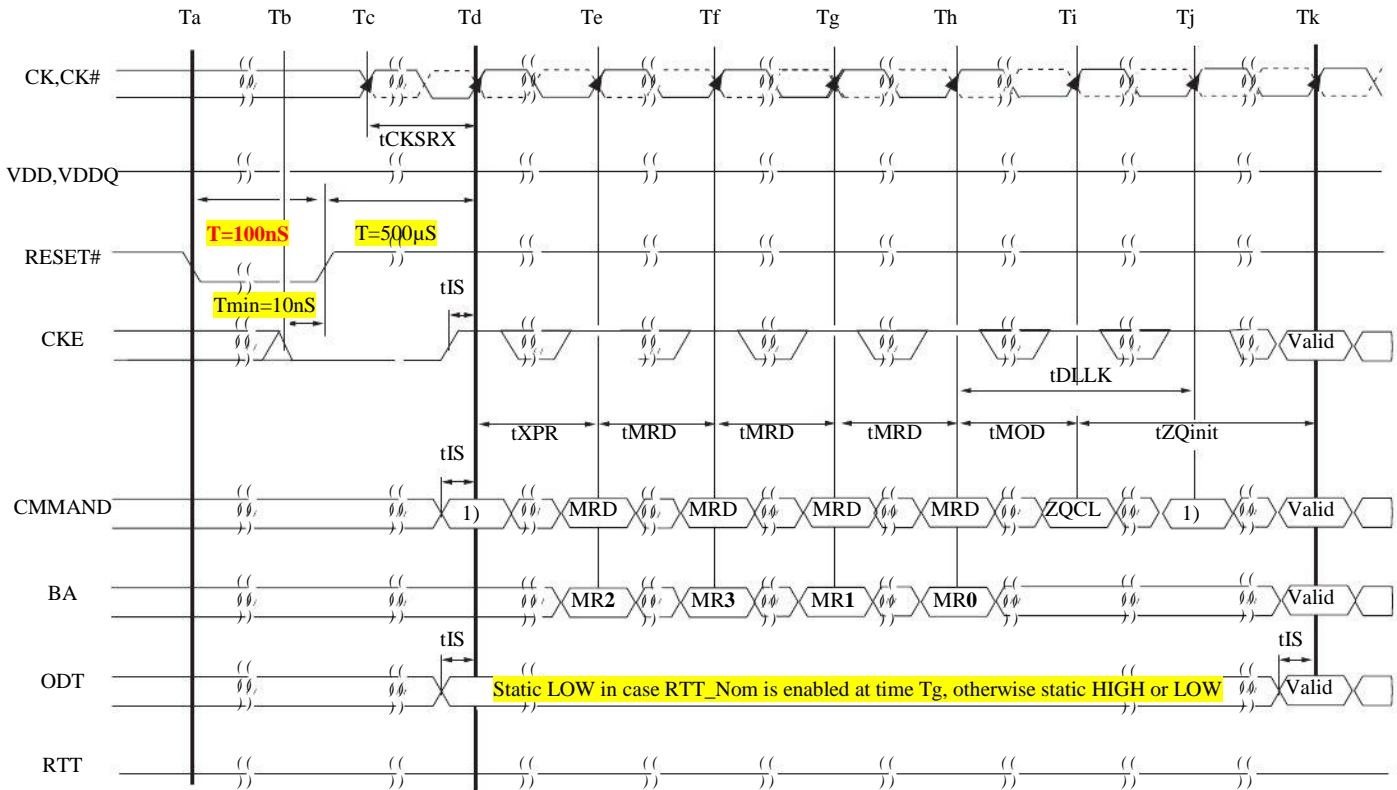 Ta Tb Tc Td Te Tf Tg Th Ti Tj Tk
CK,CK#
tCKSRX
VDD,VDDQ
T=100nS T=500µS
RESET#
Tmin=10nS tIS
CKE Valid
tDLLK
tXPR tMRD tMRD tMRD tMOD tZQinit
tIS
CMMAND 1) MRD MRD MRD MRD ZQCL 1) Valid
BA MR2 MR3 MR1 MR0 Valid
tIS tIS
ODT Static LOW in case RTT_Nom is enabled at time Tg, otherwise static HIGH or LOW Valid
RTT